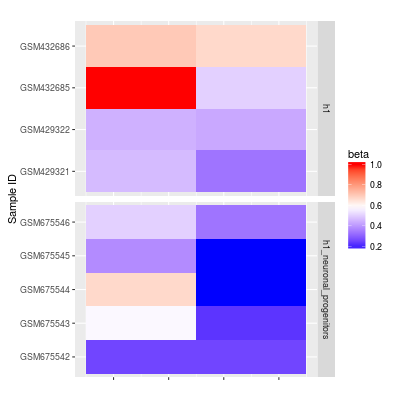 GSM432686
GSM432685
GSM429322
GSM429321
h1
GSM675546
GSM675545
GSM675544
GSM675543
GSM675542
h1_neuronal_progenitors
Sample ID
beta
1.0
0.8
0.6
0.4
0.2